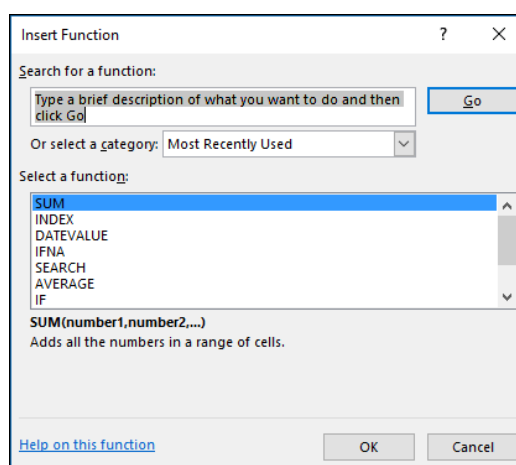 Insert Function
?
Search for a function:
Type a brief description of what you want to do and then
click Go
Go
Or select a category: Most Recently Used
Select a function:
SUM
INDEX
DATEVALUE
IFNA
SEARCH
AVERAGE
IF
SUM(number1,number2,...)
Adds all the numbers in a range of cells.
Help on this function
OK
Cancel